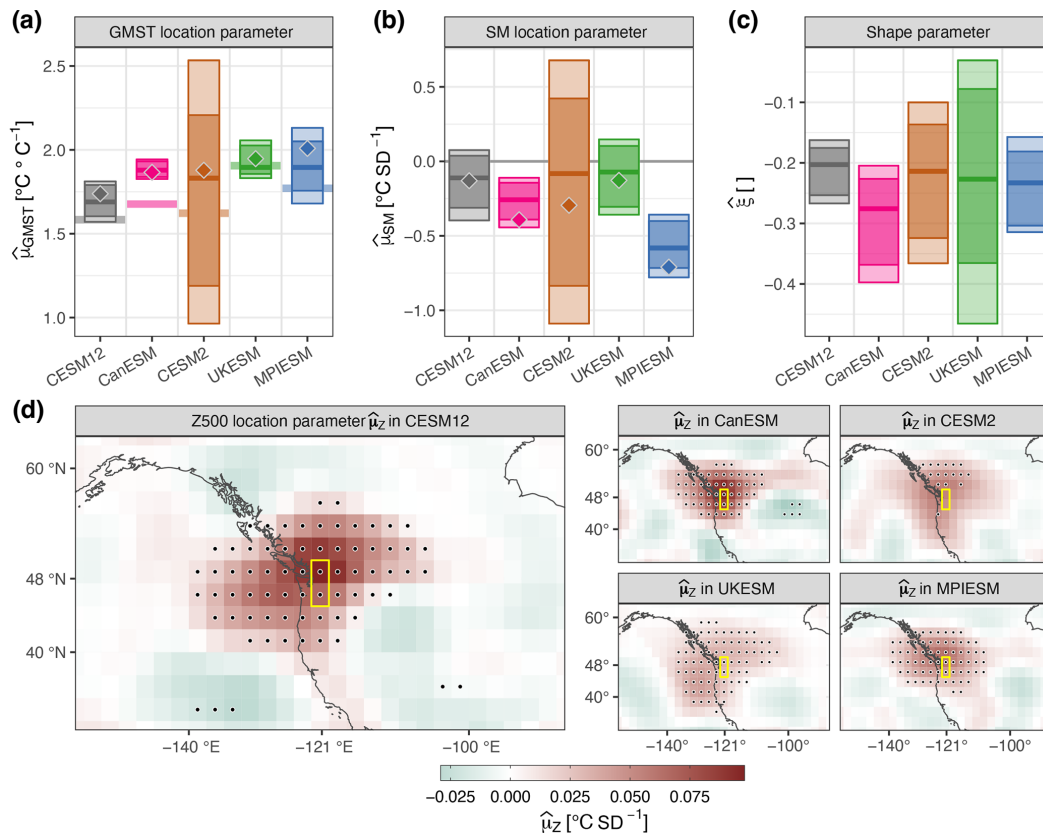 (a)
GMST location parameter
μ̂GMST [°C ° C⁻¹]
2.5
2.0
1.5
1.0
CESM12
CanESM
CESM2
UKESM
MPIESM
(b)
SM location parameter
μ̂SM [°C SD⁻¹]
0.5
0.0
−0.5
−1.0
CESM12
CanESM
CESM2
UKESM
MPIESM
(c)
Shape parameter
ξ̂ [ ]
−0.1
−0.2
−0.3
−0.4
CESM12
CanESM
CESM2
UKESM
MPIESM
(d)
Z500 location parameter μ̂Z in CESM12
60 °N
48 °N
40 °N
−140 °E
−121 °E
−100 °E
μ̂Z in CanESM
60°
48°
40°
μ̂Z in CESM2
μ̂Z in UKESM
60°
48°
40°
−140°
−121°
−100°
μ̂Z in MPIESM
−140°
−121°
−100°
−0.025
0.000
0.025
0.050
0.075
μ̂Z [°C SD⁻¹]